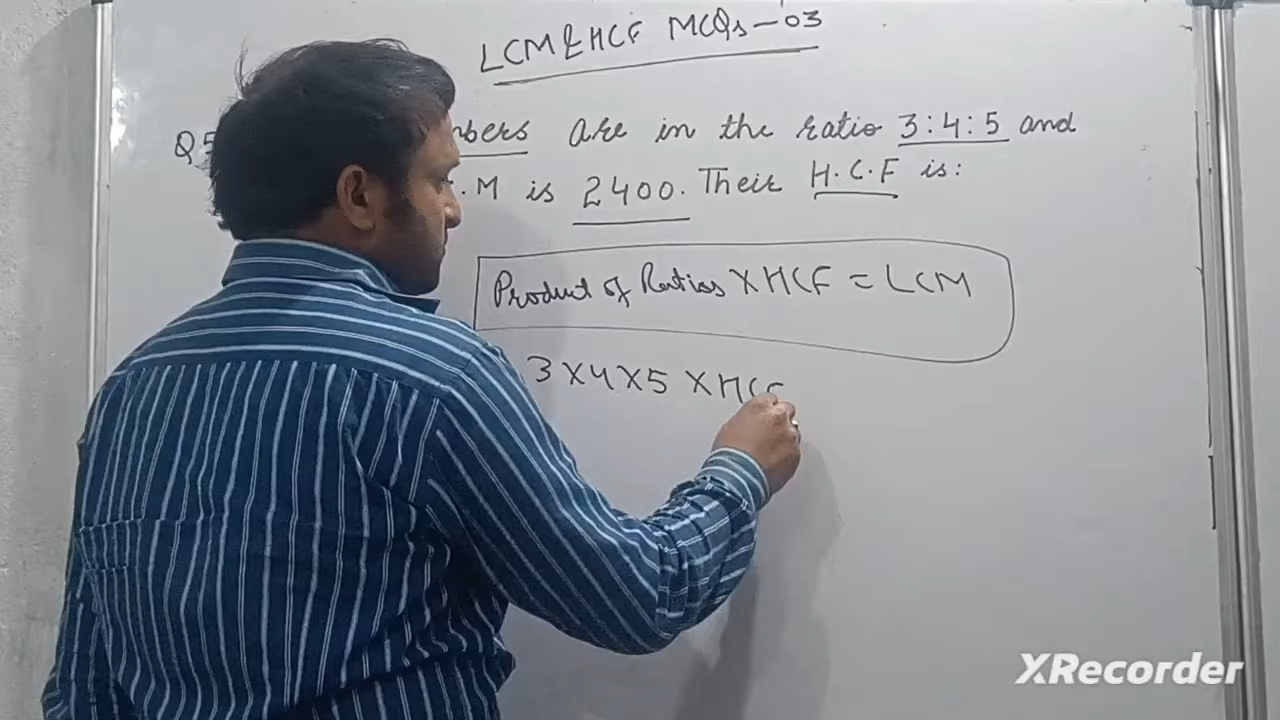 LCM & HCF MCQs - 03
Q5 are in the ratio 3:4:5 and
.M is 2400. Their H.C.F is:
Product of Ratios X HCF = LCM
3 X 4 X 5 X HCF
XRecorder